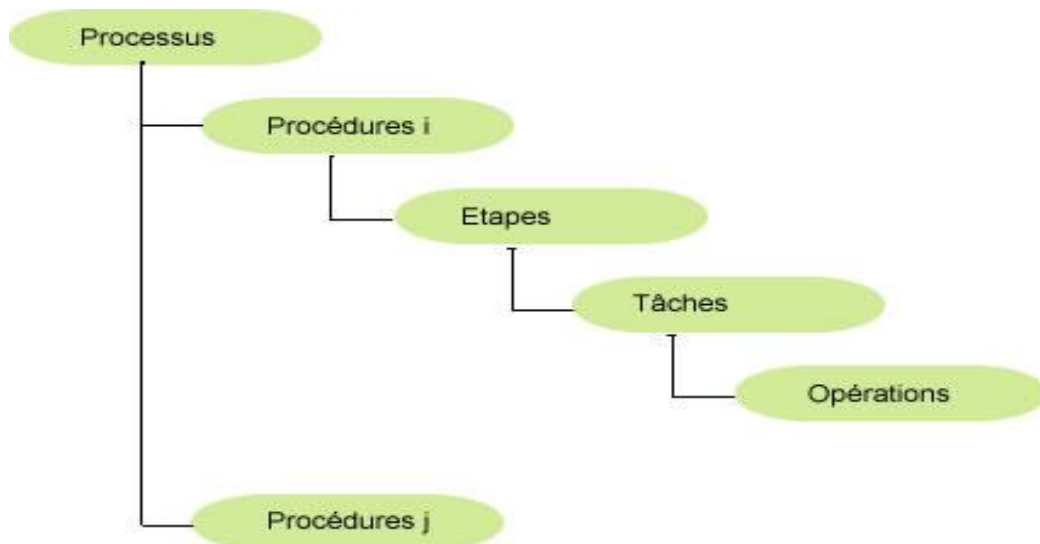 Processus
Procédures i
Etapes
Tâches
Opérations
Procédures j